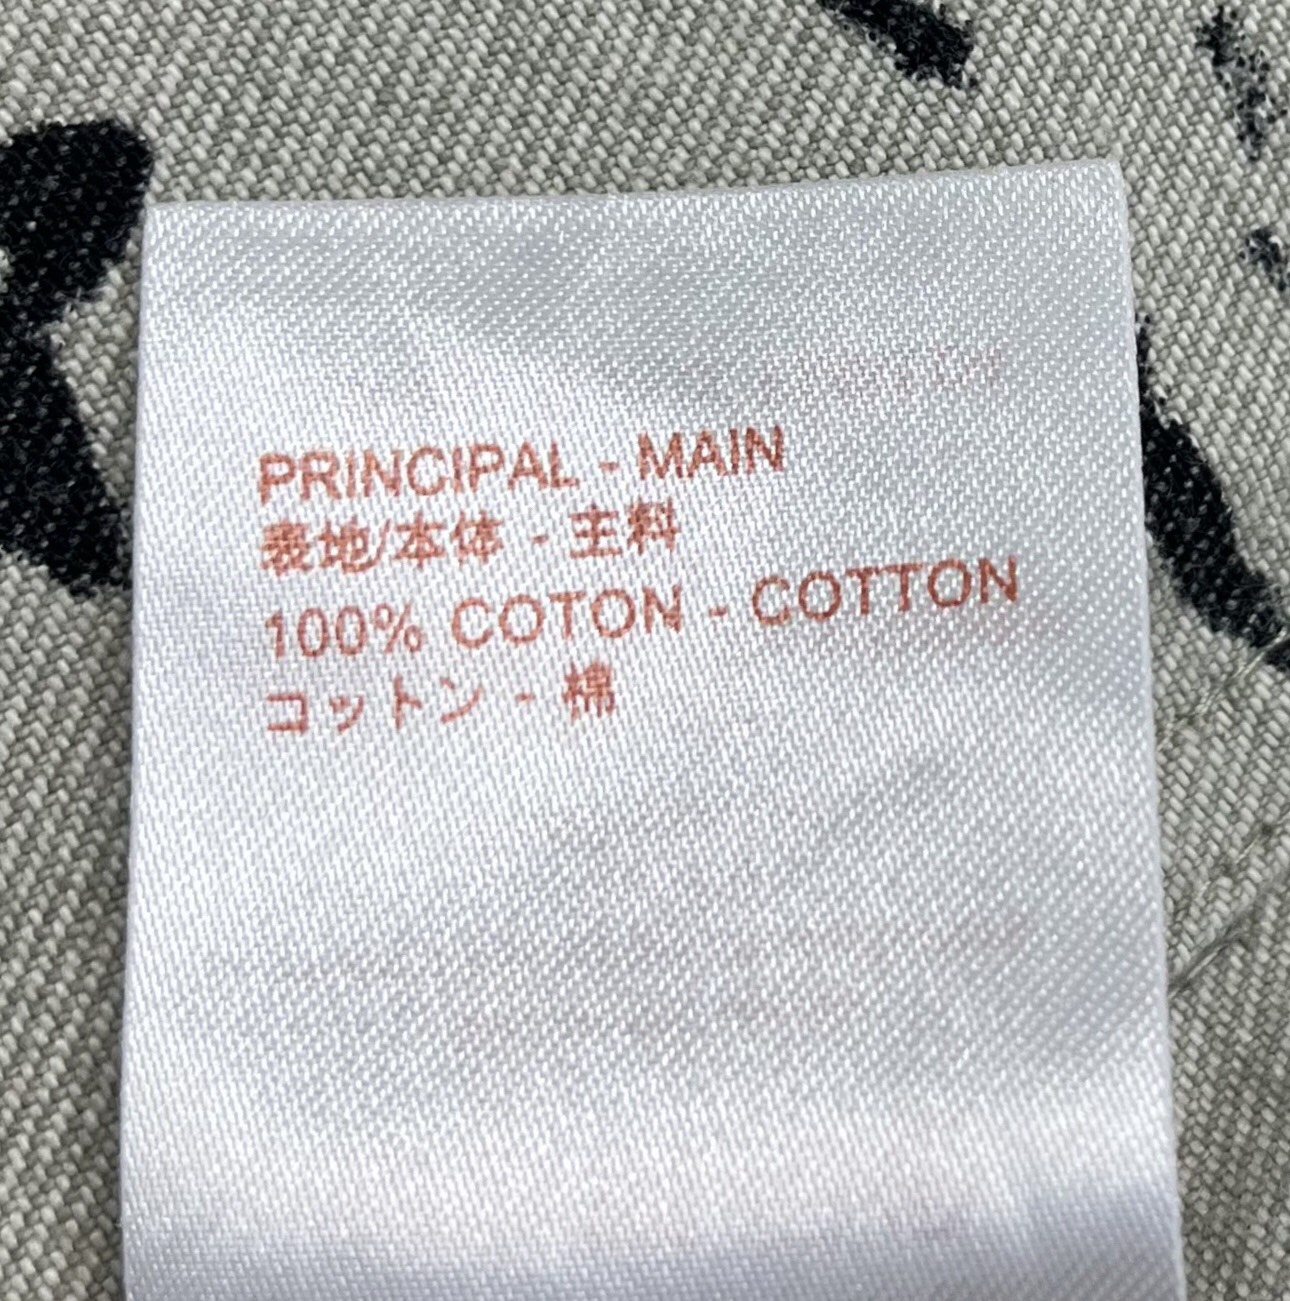 PRINCIPAL - MAIN
表地/本体 - 主料
100% COTON - COTTON
コットン - 棉